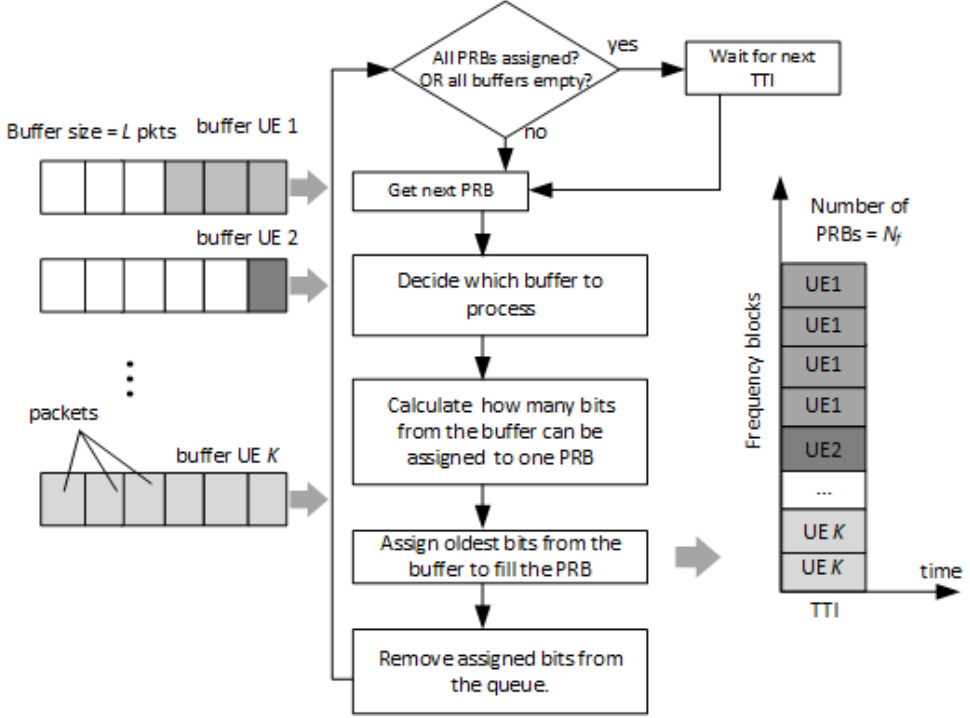 All PRBs assigned?
OR all buffers empty?
yes
Wait for next
TTI
no
Buffer size = L pkts
buffer UE 1
Get next PRB
buffer UE 2
Decide which buffer to
process
packets
buffer UE K
Calculate how many bits
from the buffer can be
assigned to one PRB
Assign oldest bits from the
buffer to fill the PRB
Remove assigned bits from
the queue.
Number of
PRBs = Nf
Frequency blocks
UE1
UE1
UE1
UE1
UE2
...
UE K
UE K
time
TTI